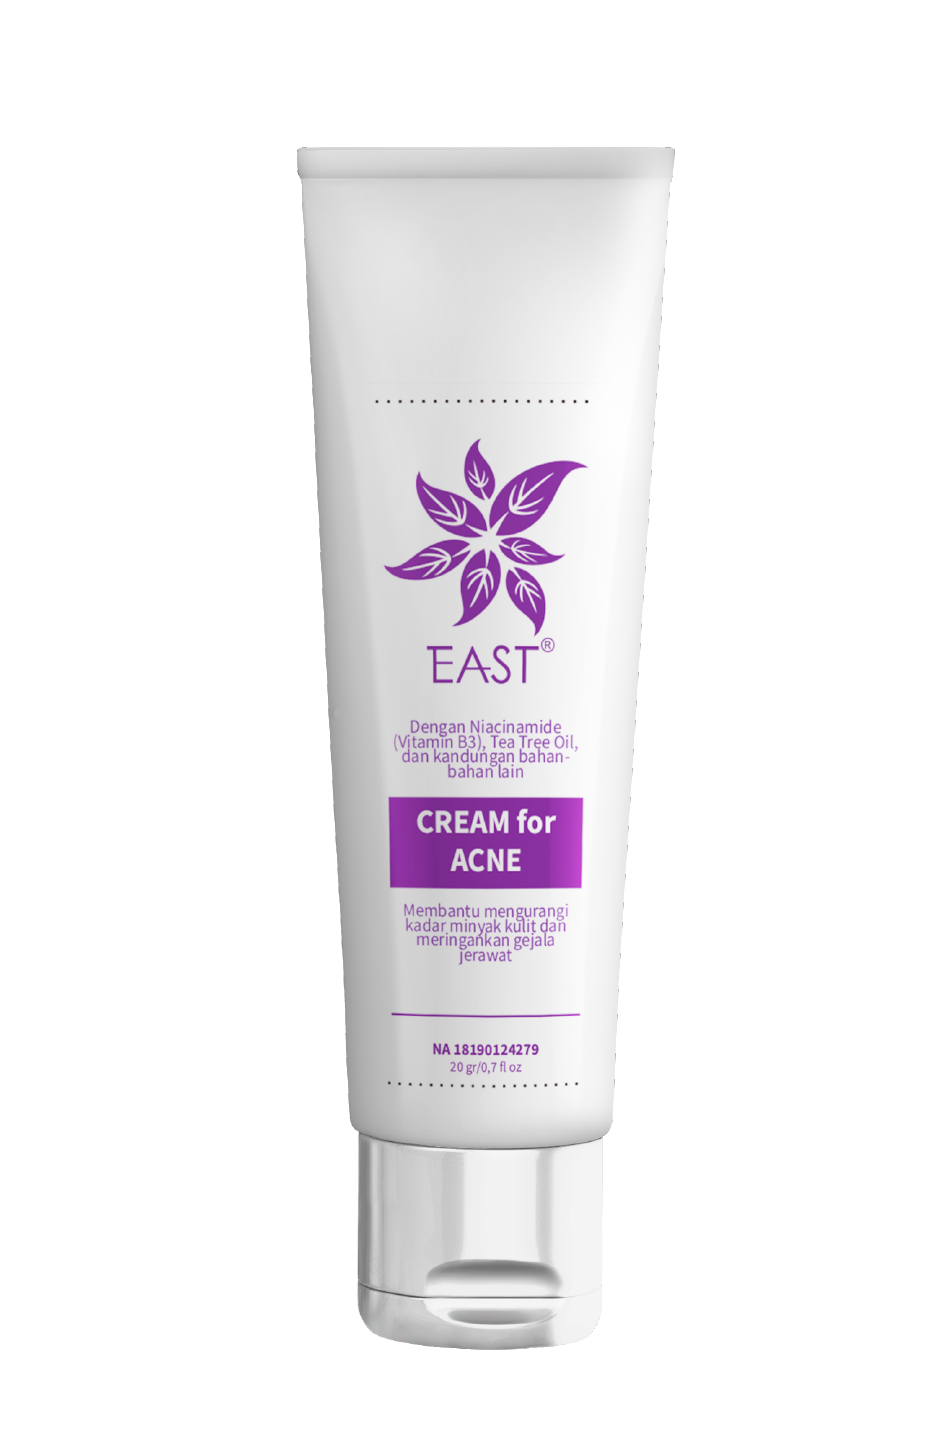 EAST®
Dengan Niacinamide
(Vitamin B3), Tea Tree Oil,
dan kandungan bahan-
bahan lain
CREAM for
ACNE
Membantu mengurangi
kadar minyak kulit dan
meringankan gejala
jerawat
NA 18190124279
20 gr/0,7 fl oz